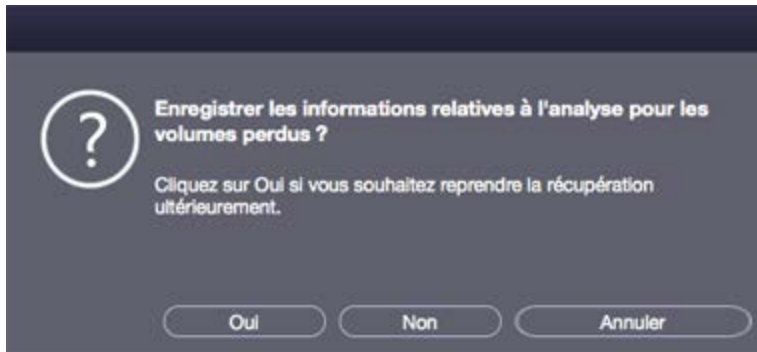 Enregistrer les informations relatives à l'analyse pour les
volumes perdus ?
Cliquez sur Oui si vous souhaitez reprendre la récupération
ultérieurement.
Oui
Non
Annuler
?